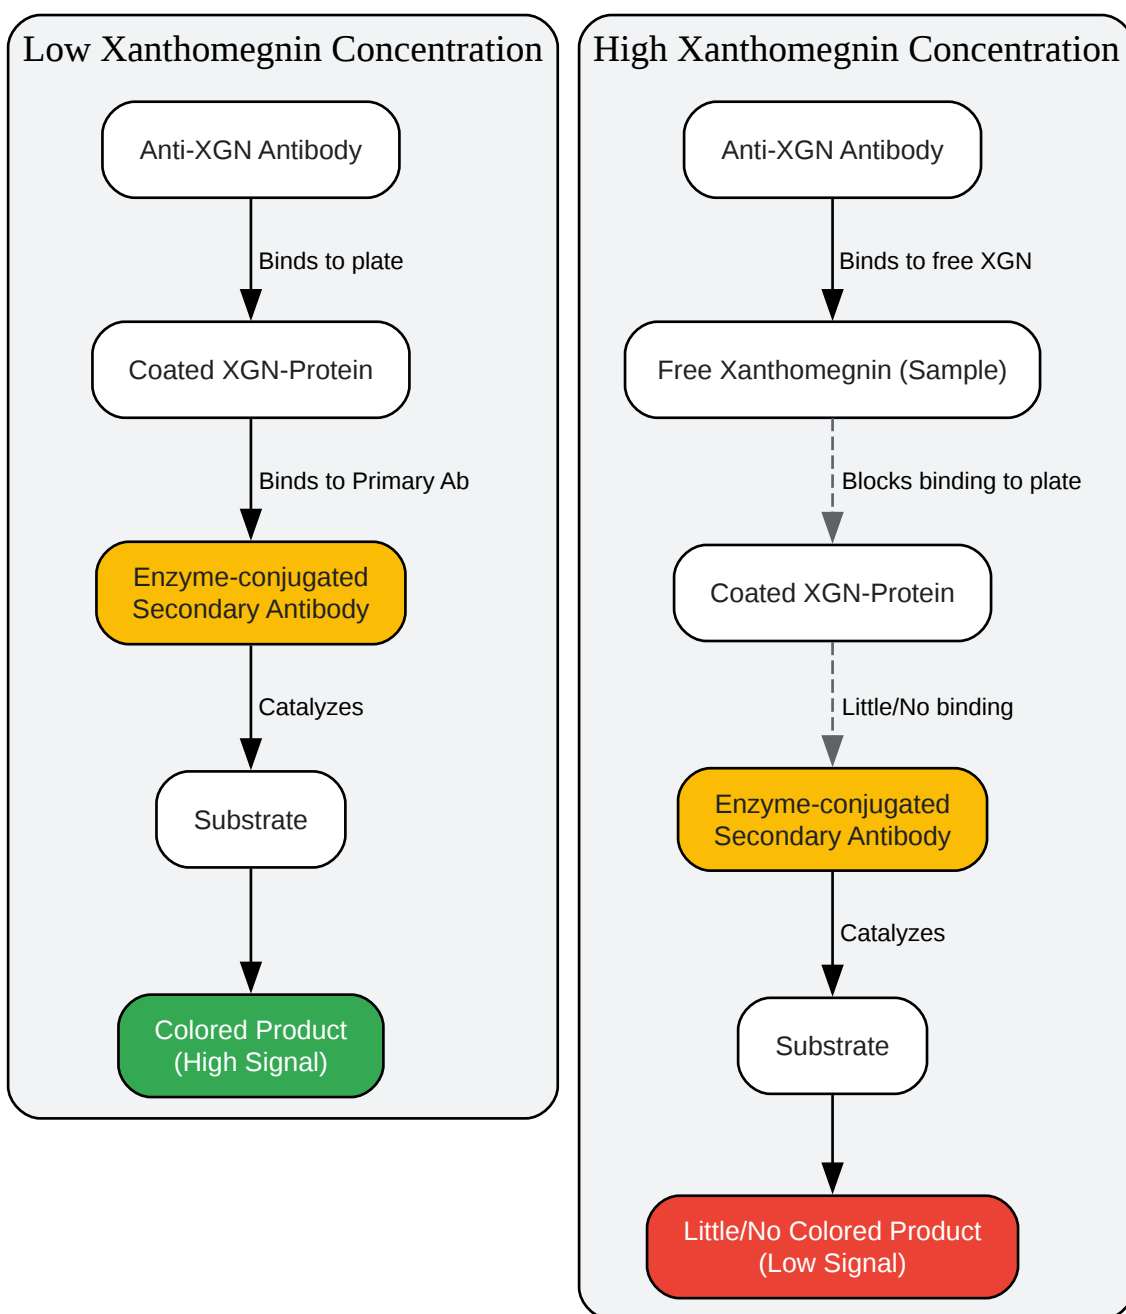 Low Xanthomegnin Concentration
Anti-XGN Antibody
Binds to plate
Coated XGN-Protein
Binds to Primary Ab
Enzyme-conjugated
Secondary Antibody
Catalyzes
Substrate
Colored Product
(High Signal)
High Xanthomegnin Concentration
Anti-XGN Antibody
Binds to free XGN
Free Xanthomegnin (Sample)
Blocks binding to plate
Coated XGN-Protein
Little/No binding
Enzyme-conjugated
Secondary Antibody
Catalyzes
Substrate
Little/No Colored Product
(Low Signal)